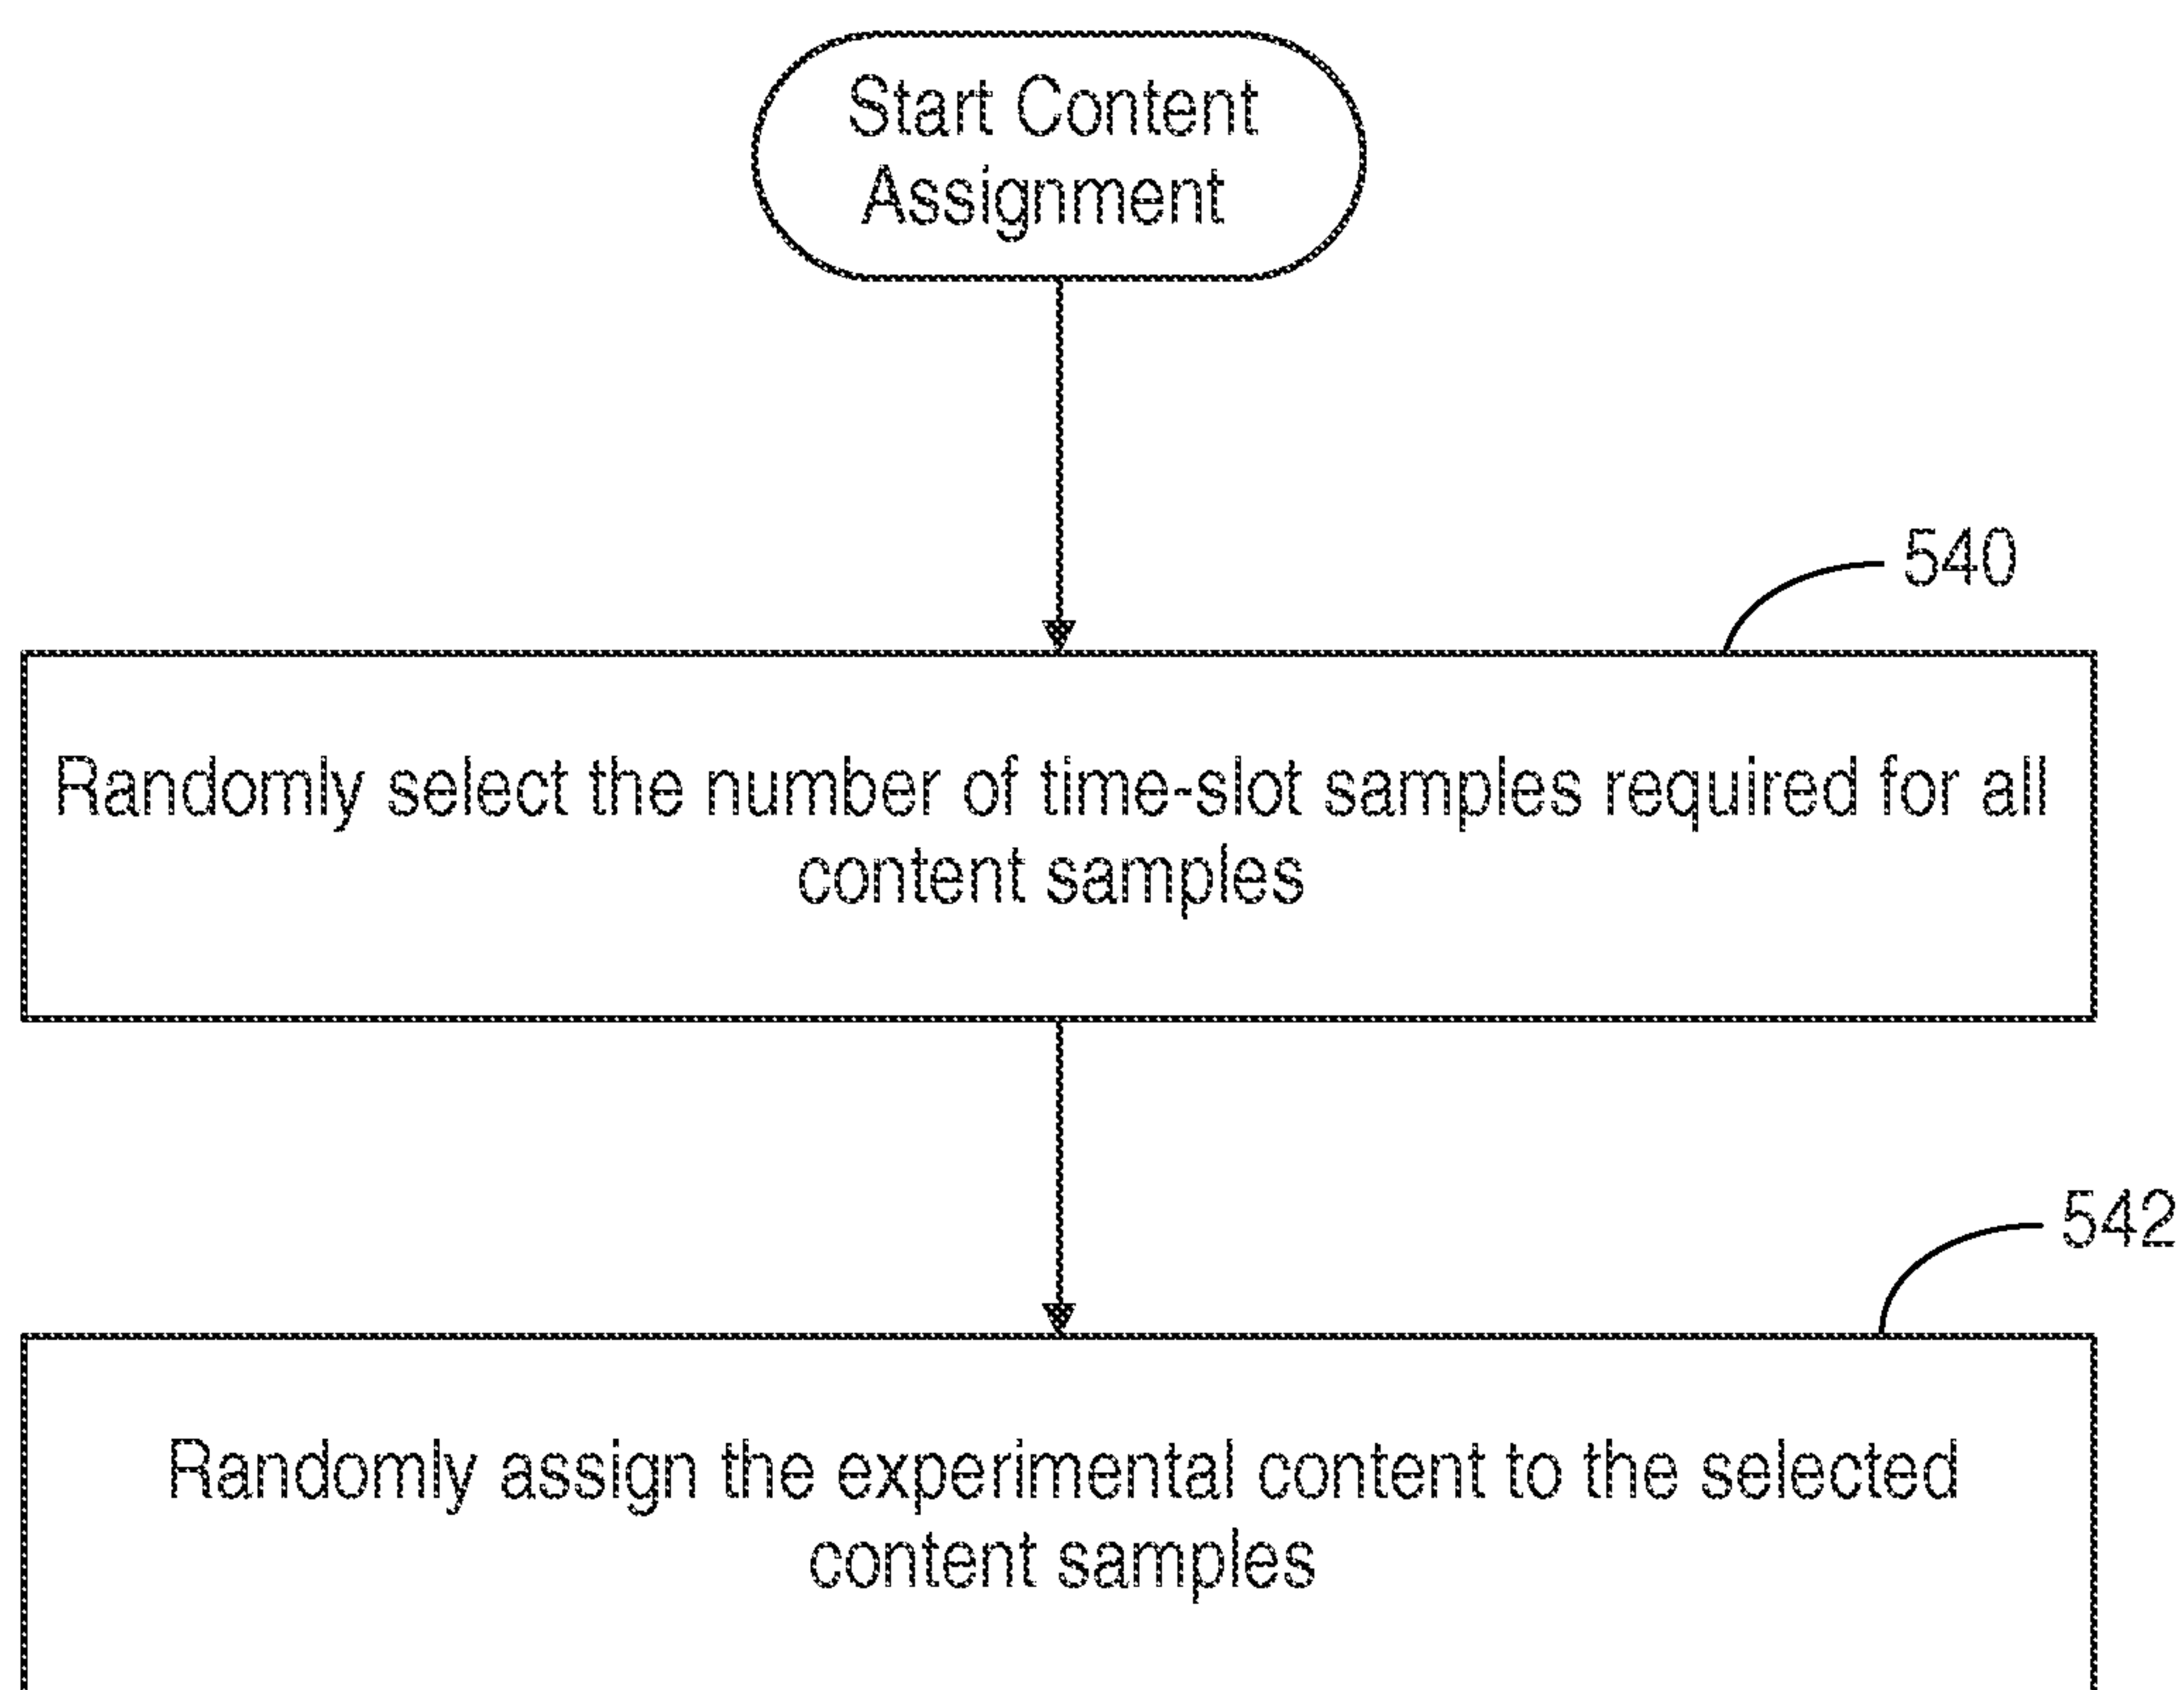 Start Content
Assignment
540
Randomly select the number of time-slot samples required for all
content samples
542
Randomly assign the experimental content to the selected
content samples